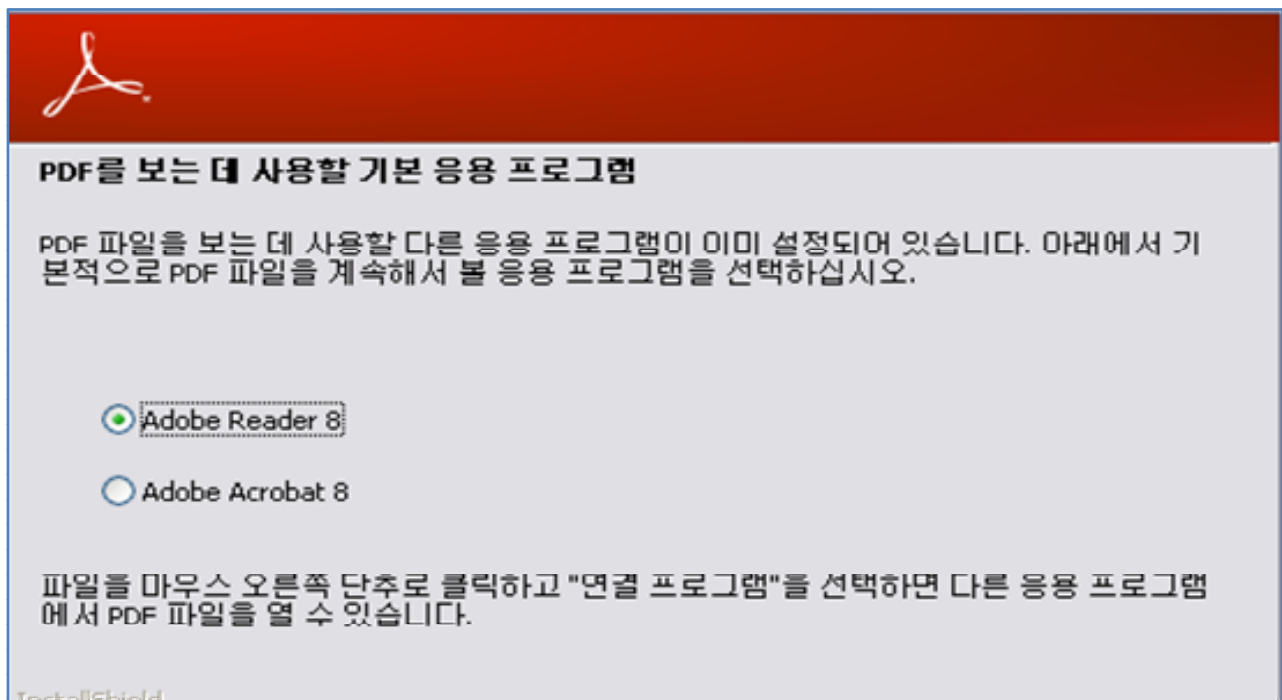 PDF를 보는 데 사용할 기본 응용 프로그램
PDF 파일을 보는 데 사용할 다른 응용 프로그램이 이미 설정되어 있습니다. 아래에서 기
본적으로 PDF 파일을 계속해서 볼 응용 프로그램을 선택하십시오.
Adobe Reader 8
Adobe Acrobat 8
파일을 마우스 오른쪽 단추로 클릭하고 "연결 프로그램"을 선택하면 다른 응용 프로그램
에서 PDF 파일을 열 수 있습니다.
InstallShield